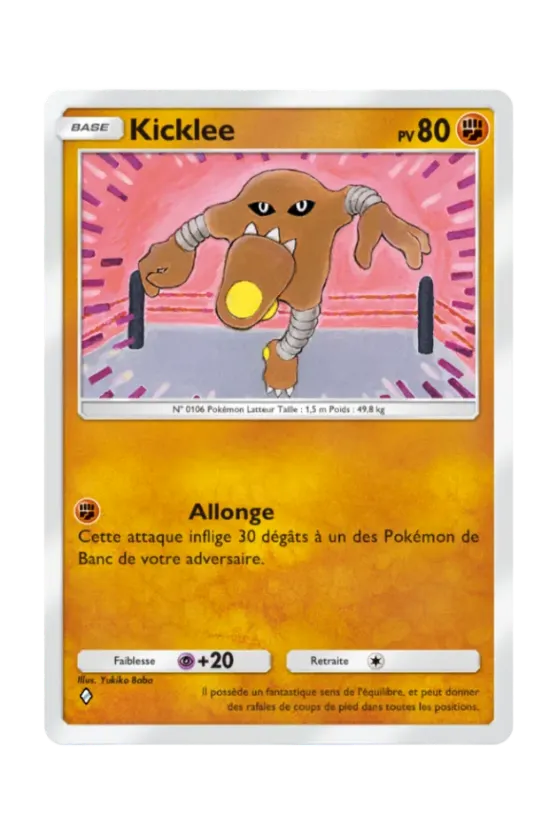 BASE Kicklee PV 80
N° 0106 Pokémon Latteur Taille : 1,5 m Poids : 49,8 kg
Allonge
Cette attaque inflige 30 dégâts à un des Pokémon de
Banc de votre adversaire.
Faiblesse +20 Retraite
Illus. Yukiko Baba
Il possède un fantastique sens de l'équilibre, et peut donner
des rafales de coups de pied dans toutes les positions.